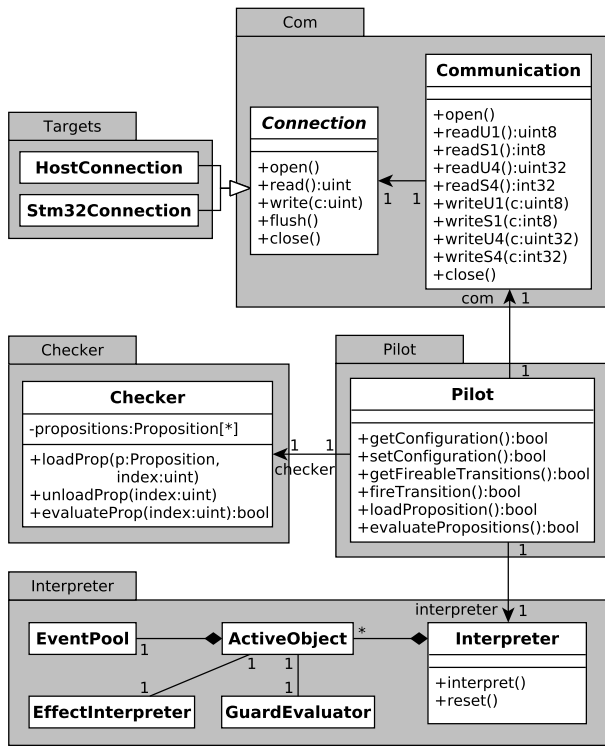 Com
Communication
+open()
+readU1():uint8
+readS1():int8
+readU4():uint32
+readS4():int32
+writeU1(c:uint8)
+writeS1(c:int8)
+writeU4(c:uint32)
+writeS4(c:int32)
+close()
Connection
+open()
+read():uint
+write(c:uint)
+flush()
+close()
1 1
Targets
HostConnection
Stm32Connection
com 1
1
Checker
Checker
-propositions:Proposition[*]
+loadProp(p:Proposition,
index:uint)
+unloadProp(index:uint)
+evaluateProp(index:uint):bool
1 1
checker
Pilot
Pilot
+getConfiguration():bool
+setConfiguration():bool
+getFireableTransitions():bool
+fireTransition():bool
+loadProposition():bool
+evaluatePropositions():bool
1
interpreter 1
Interpreter
EventPool
1
ActiveObject
*
Interpreter
+interpret()
+reset()
1 1
1 1
EffectInterpreter
GuardEvaluator